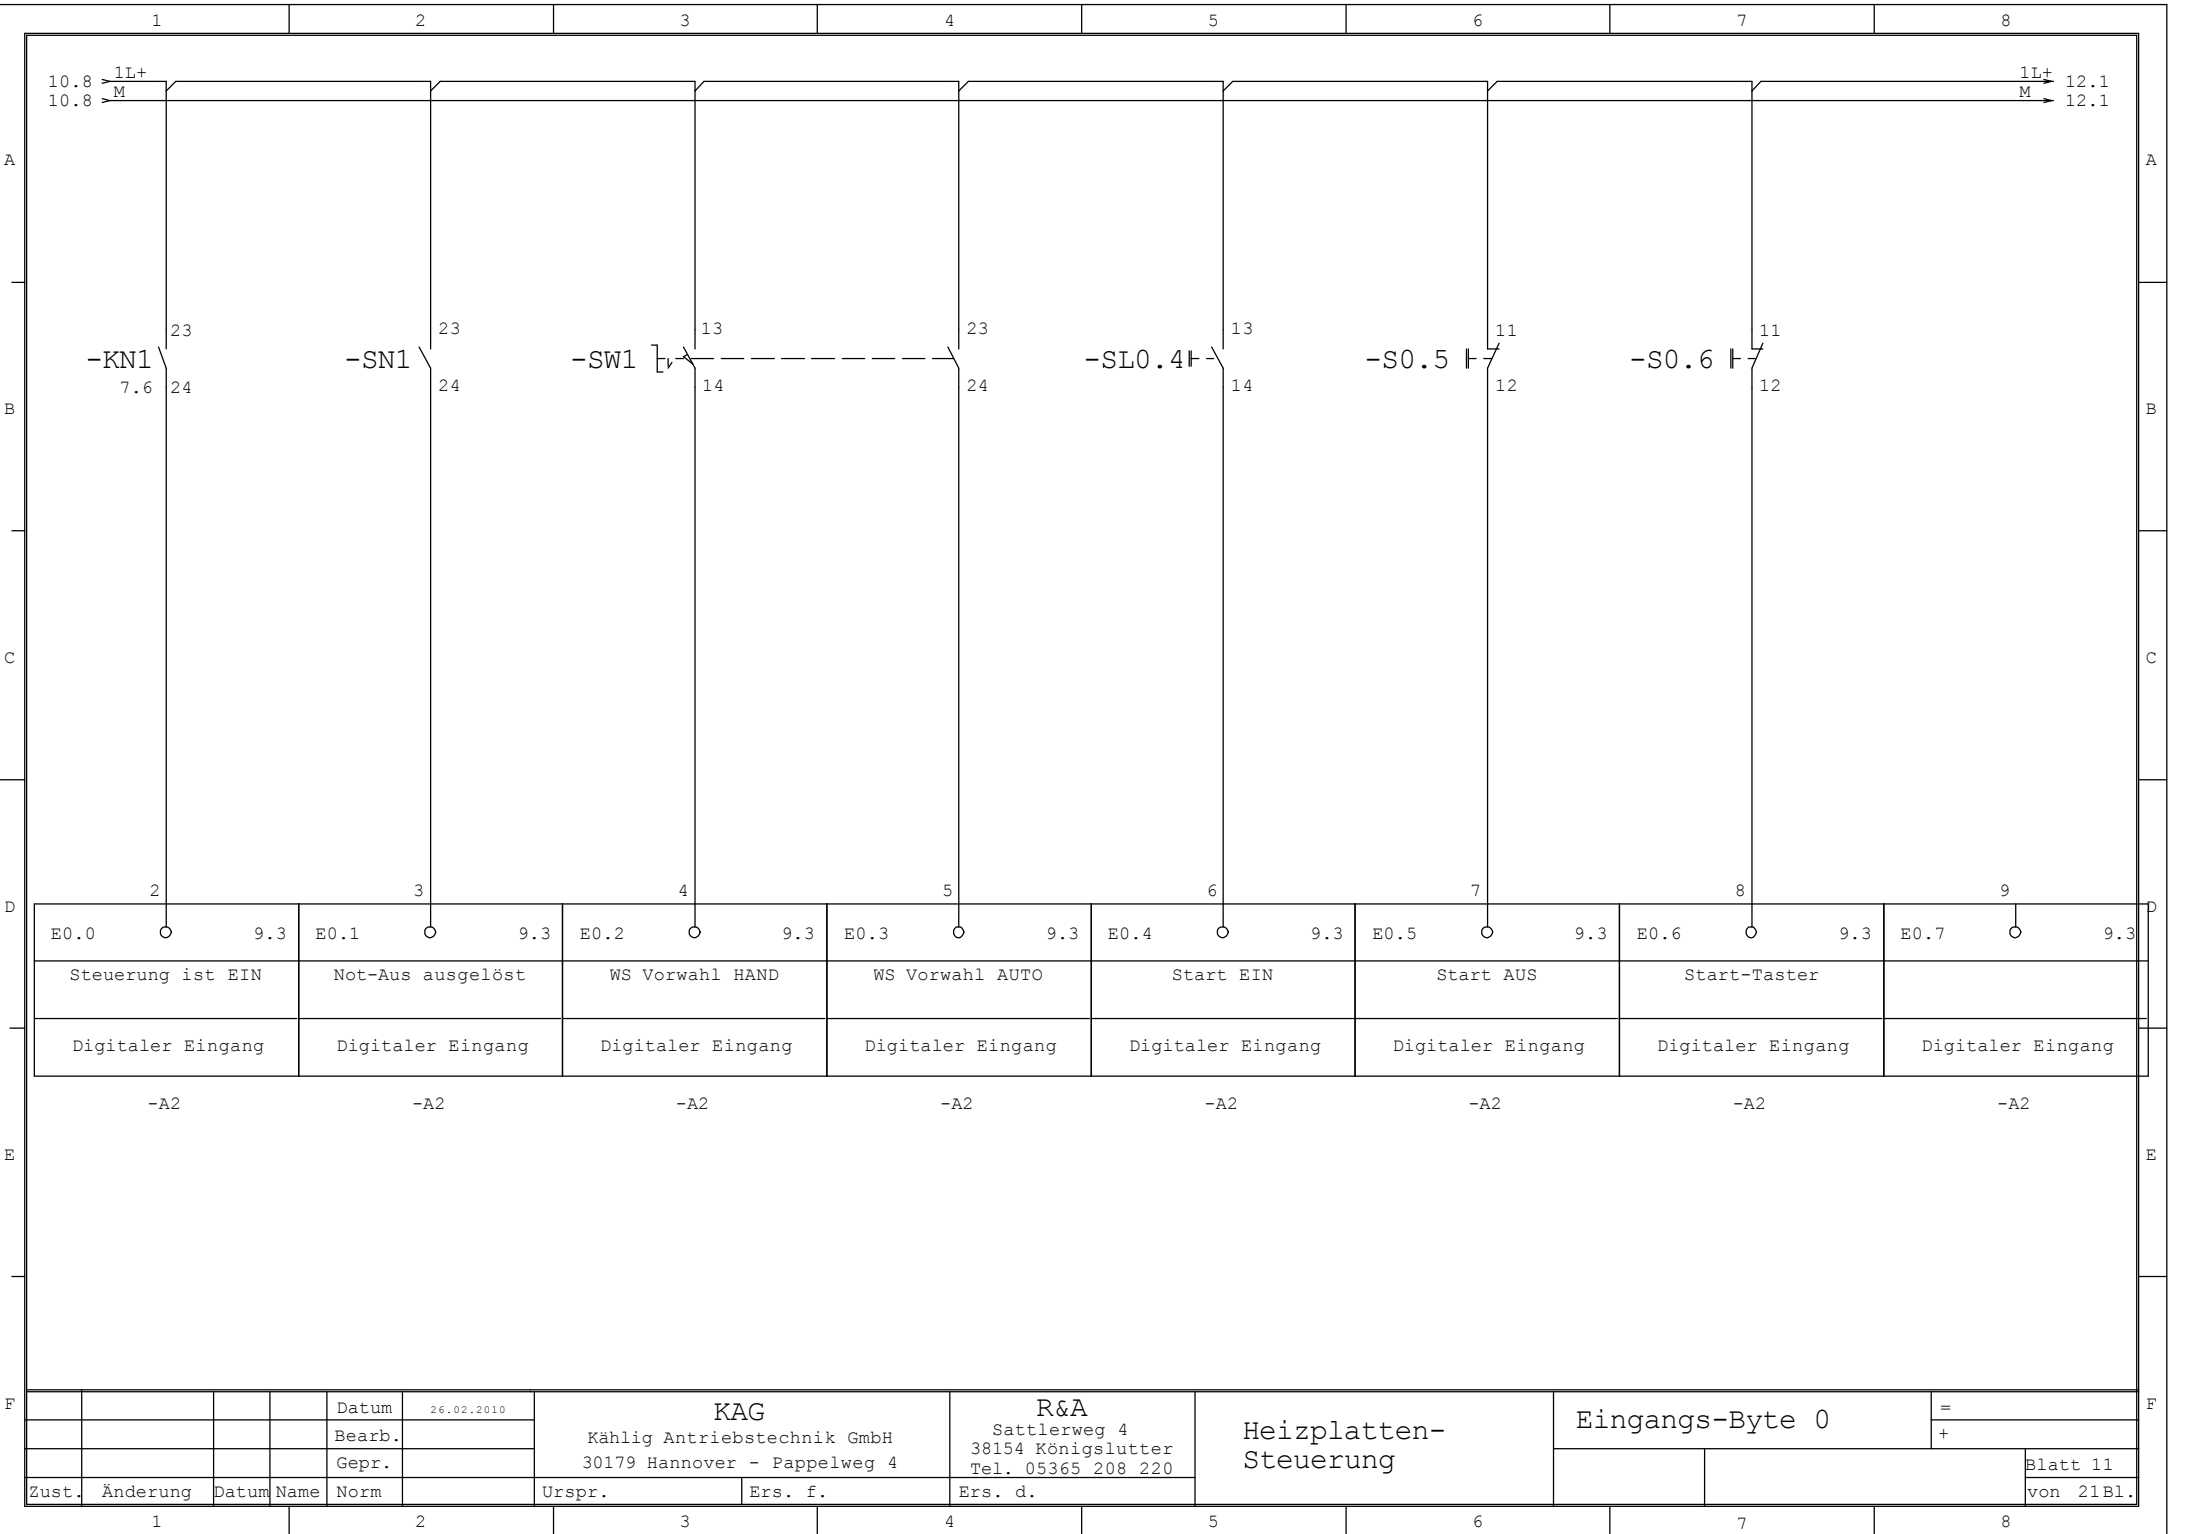 1 2 3 4 5 6 7 8
10.8 1L+ 1L+ 12.1
10.8 M M 12.1
A A
23 23 13 23 13 11 11
-KN1 -SN1 -SW1 -SL0.4 -S0.5 -S0.6
7.6 24 24 14 24 14 12 12
B B
C C
2 3 4 5 6 7 8 9
D D
E0.0 9.3 E0.1 9.3 E0.2 9.3 E0.3 9.3 E0.4 9.3 E0.5 9.3 E0.6 9.3 E0.7 9.3
Steuerung ist EIN Not-Aus ausgelöst WS Vorwahl HAND WS Vorwahl AUTO Start EIN Start AUS Start-Taster
Digitaler Eingang Digitaler Eingang Digitaler Eingang Digitaler Eingang Digitaler Eingang Digitaler Eingang Digitaler Eingang Digitaler Eingang
-A2 -A2 -A2 -A2 -A2 -A2 -A2 -A2
E E
F F
Datum 26.02.2010
Bearb.
Gepr.
Zust. Änderung Datum Name Norm
KAG
Kählig Antriebstechnik GmbH
30179 Hannover - Pappelweg 4
Urspr. Ers. f. Ers. d.
R&A
Sattlerweg 4
38154 Königslutter
Tel. 05365 208 220
Heizplatten-
Steuerung
Eingangs-Byte 0
=
+
Blatt 11
von 21Bl.
1 2 3 4 5 6 7 8